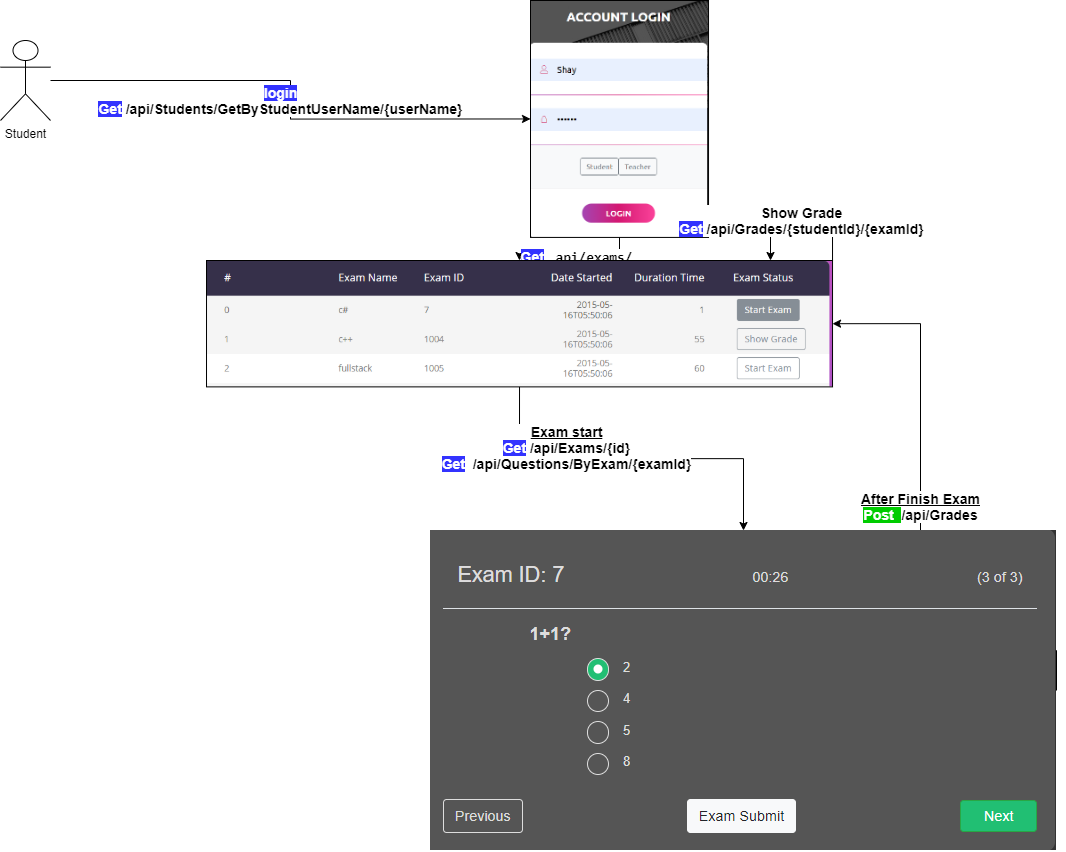 ACCOUNT LOGIN
Shay
••••••
Student Teacher
LOGIN
Student
login
Get /api/Students/GetByStudentUserName/{userName}
Show Grade
Get /api/Grades/{studentId}/{examId}
Get api/exams/
# Exam Name Exam ID Date Started Duration Time Exam Status
0 c# 7 2015-05-16T05:50:06 1 Start Exam
1 c++ 1004 2015-05-16T05:50:06 55 Show Grade
2 fullstack 1005 2015-05-16T05:50:06 60 Start Exam
Exam start
Get /api/Exams/{id}
Get /api/Questions/ByExam/{examId}
After Finish Exam
Post /api/Grades
Exam ID: 7 00:26 (3 of 3)
1+1?
2
4
5
8
Previous Exam Submit Next